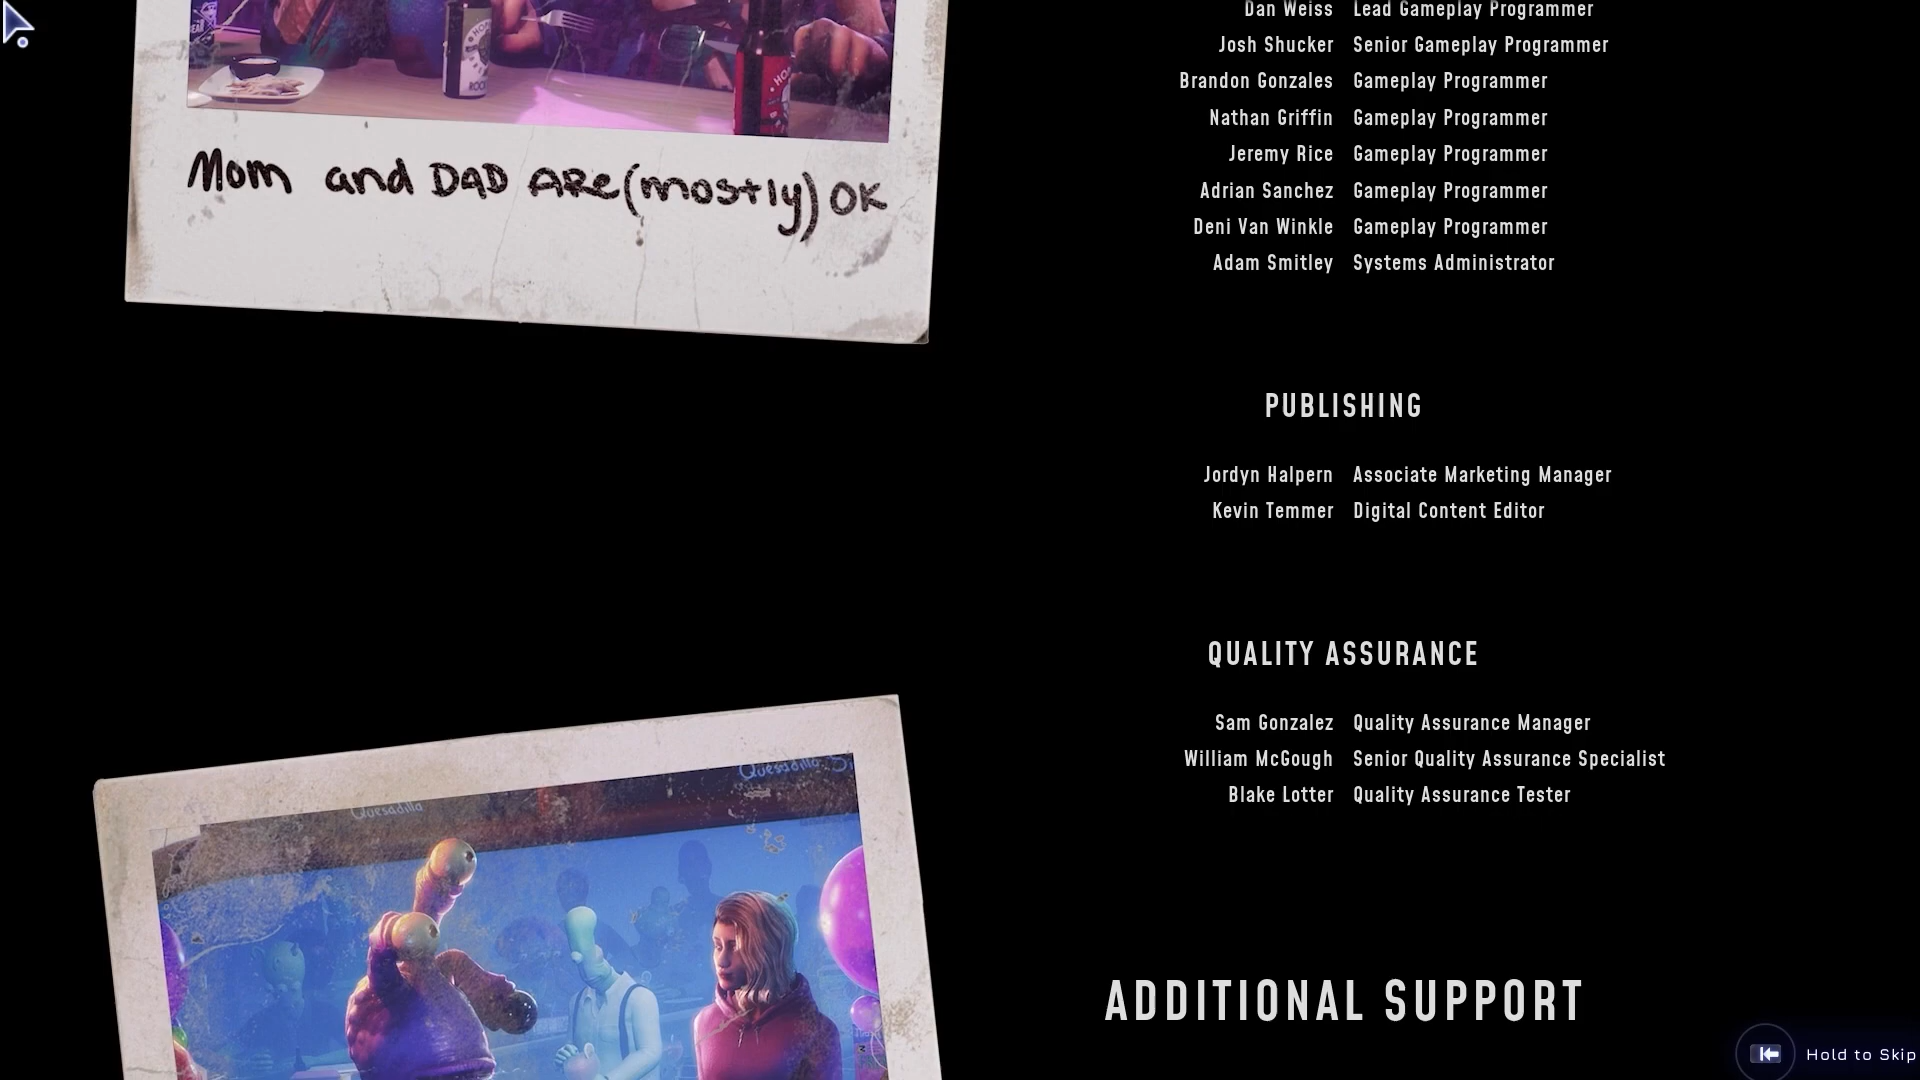 Dan Weiss Lead Gameplay Programmer
Josh Shucker Senior Gameplay Programmer
Brandon Gonzales Gameplay Programmer
Nathan Griffin Gameplay Programmer
Jeremy Rice Gameplay Programmer
Adrian Sanchez Gameplay Programmer
Deni Van Winkle Gameplay Programmer
Adam Smitley Systems Administrator
Mom and DAD ARe (mostly) OK
PUBLISHING
Jordyn Halpern Associate Marketing Manager
Kevin Temmer Digital Content Editor
QUALITY ASSURANCE
Sam Gonzalez Quality Assurance Manager
William McGough Senior Quality Assurance Specialist
Blake Lotter Quality Assurance Tester
Quesadilla
Quesadilla
ADDITIONAL SUPPORT
Hold to Skip